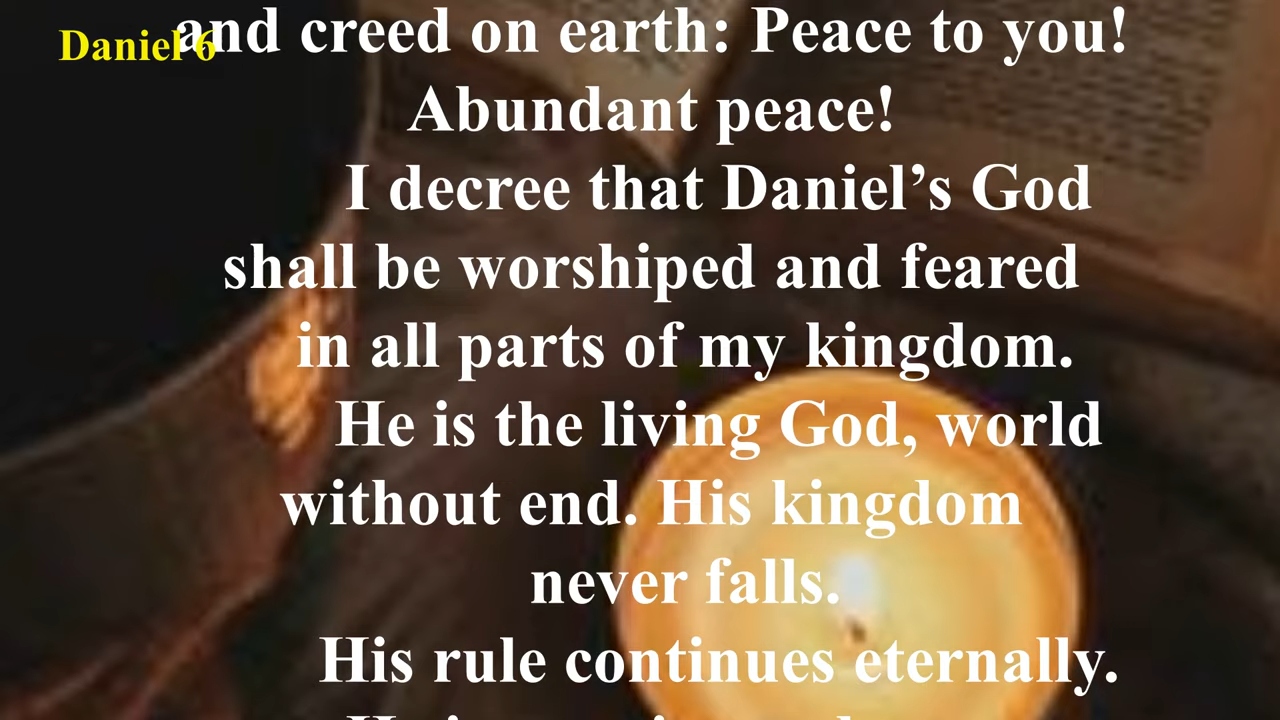 Daniel 6
and creed on earth: Peace to you!
Abundant peace!
I decree that Daniel’s God
shall be worshiped and feared
in all parts of my kingdom.
He is the living God, world
without end. His kingdom
never falls.
His rule continues eternally.